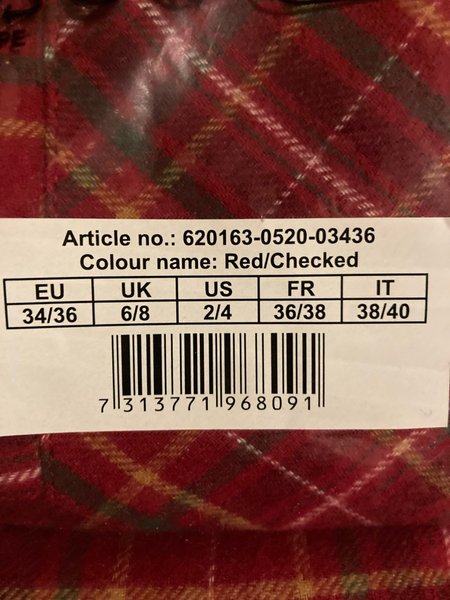 PE
Article no.: 620163-0520-03436
Colour name: Red/Checked
EU UK US FR IT
34/36 6/8 2/4 36/38 38/40
7 313771 968091